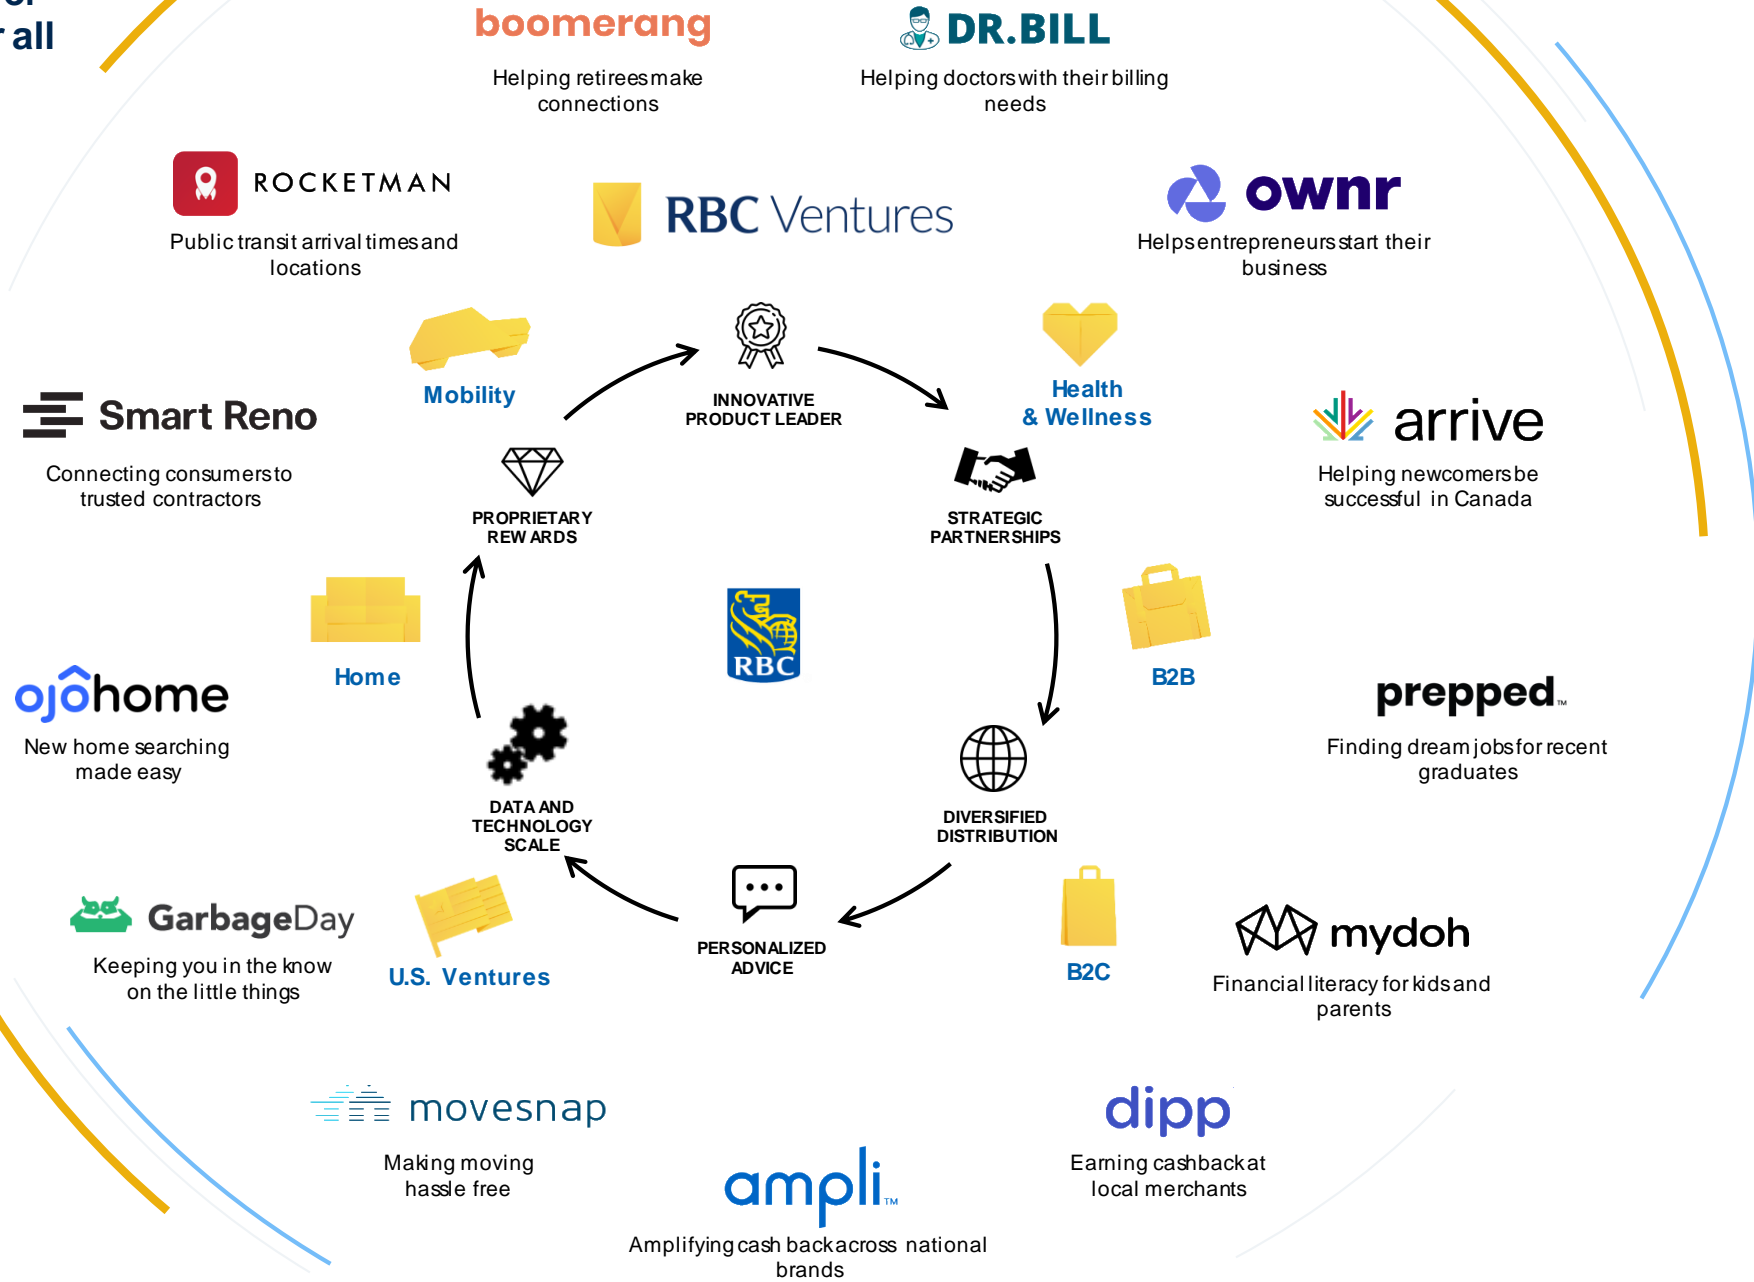 r all
boomerang
Helping retirees make
connections
DR.BILL
Helping doctors with their billing
needs
ROCKETMAN
Public transit arrival times and
locations
RBC Ventures
ownr
Helps entrepreneurs start their
business
Mobility
INNOVATIVE
PRODUCT LEADER
Health
& Wellness
Smart Reno
Connecting consumers to
trusted contractors
PROPRIETARY
REWARDS
STRATEGIC
PARTNERSHIPS
arrive
Helping newcomers be
successful in Canada
Home
RBC
B2B
ojôhome
New home searching
made easy
prepped™
Finding dream jobs for recent
graduates
DATA AND
TECHNOLOGY
SCALE
DIVERSIFIED
DISTRIBUTION
GarbageDay
Keeping you in the know
on the little things
U.S. Ventures
PERSONALIZED
ADVICE
B2C
mydoh
Financial literacy for kids and
parents
movesnap
Making moving
hassle free
ampli™
Amplifying cash back across national
brands
dipp
Earning cashback at
local merchants